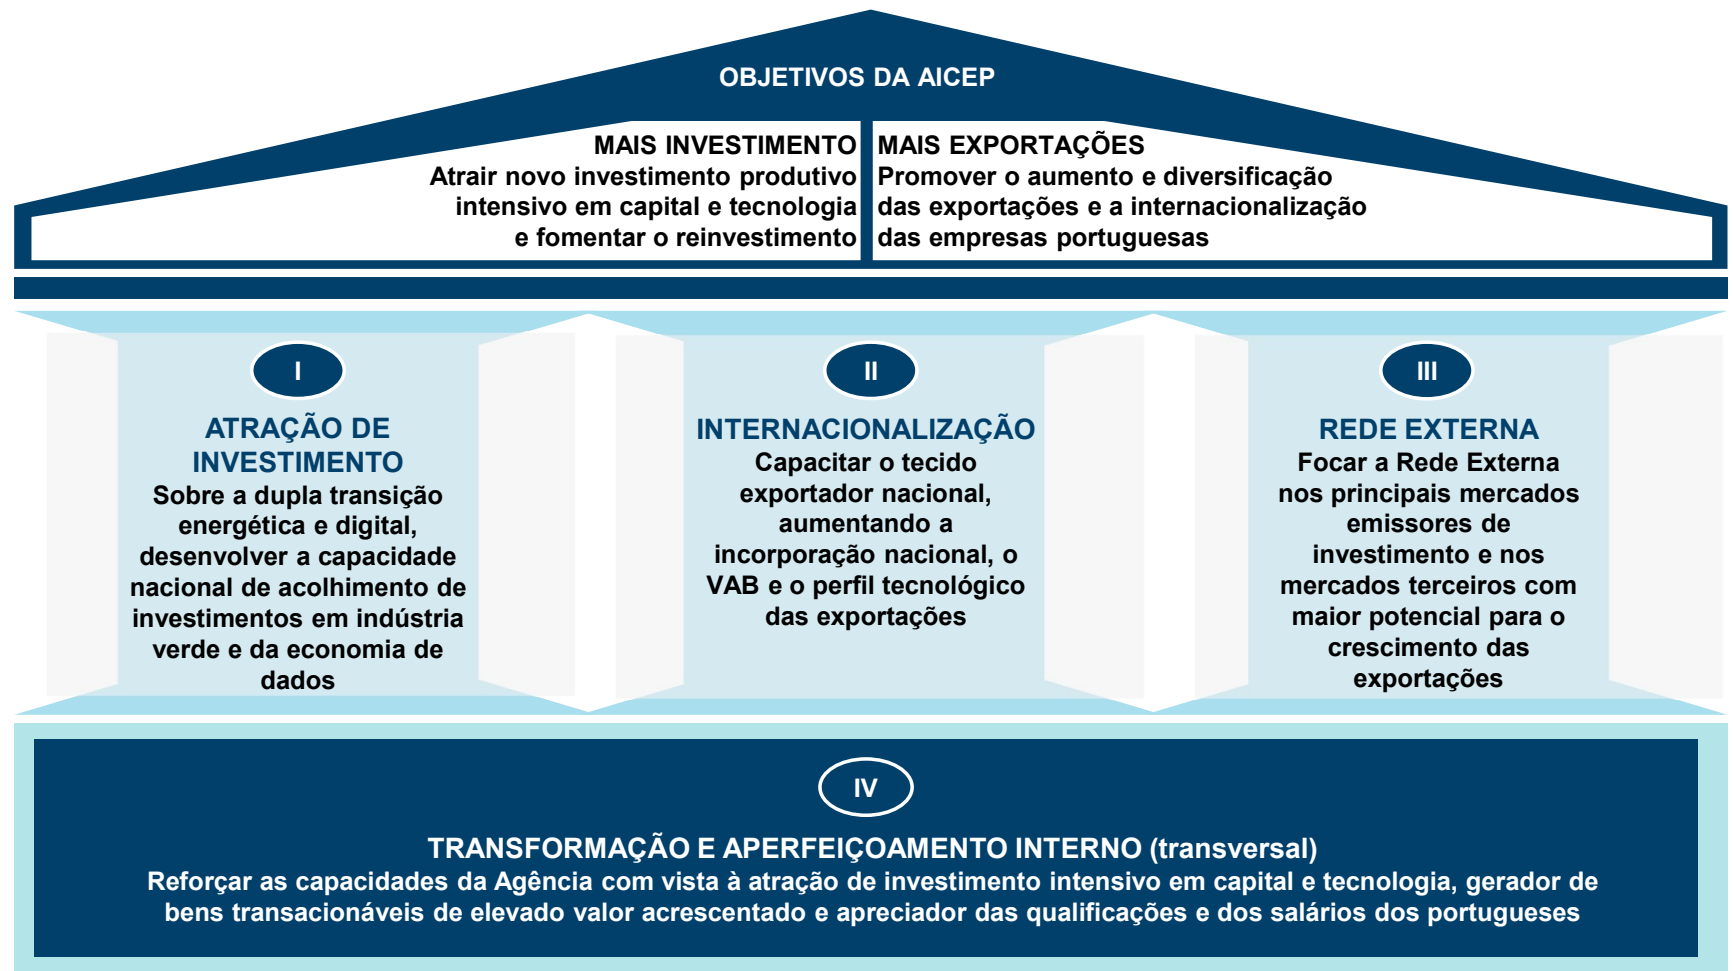 OBJETIVOS DA AICEP
MAIS INVESTIMENTO
Atrair novo investimento produtivo
intensivo em capital e tecnologia
e fomentar o reinvestimento
MAIS EXPORTAÇÕES
Promover o aumento e diversificação
das exportações e a internacionalização
das empresas portuguesas
I
ATRAÇÃO DE
INVESTIMENTO
Sobre a dupla transição
energética e digital,
desenvolver a capacidade
nacional de acolhimento de
investimentos em indústria
verde e da economia de
dados
II
INTERNACIONALIZAÇÃO
Capacitar o tecido
exportador nacional,
aumentando a
incorporação nacional, o
VAB e o perfil tecnológico
das exportações
III
REDE EXTERNA
Focar a Rede Externa
nos principais mercados
emissores de
investimento e nos
mercados terceiros com
maior potencial para o
crescimento das
exportações
IV
TRANSFORMAÇÃO E APERFEIÇOAMENTO INTERNO (transversal)
Reforçar as capacidades da Agência com vista à atração de investimento intensivo em capital e tecnologia, gerador de
bens transacionáveis de elevado valor acrescentado e apreciador das qualificações e dos salários dos portugueses